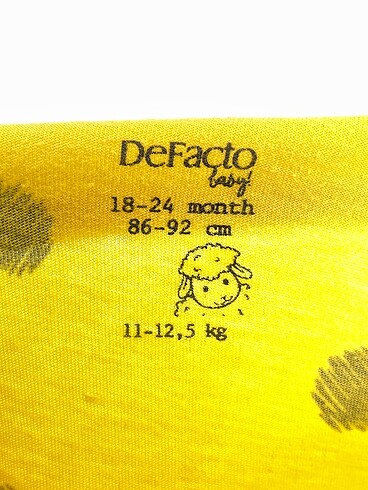 DeFacto
baby!
18-24 month
86-92 cm
11-12,5 kg